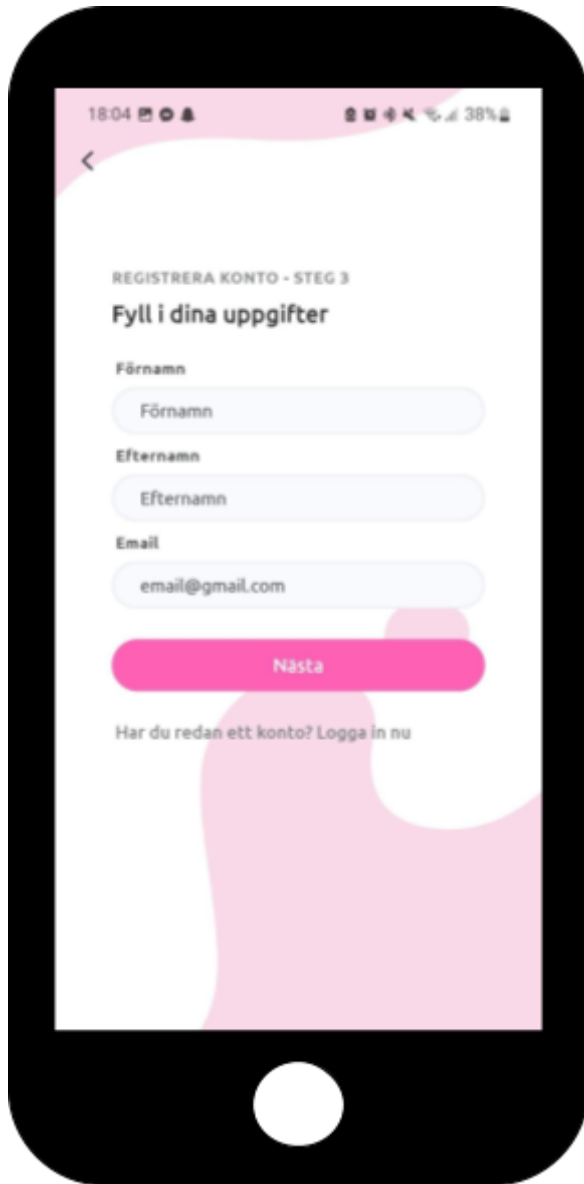 18:04 38%
REGISTRERA KONTO - STEG 3
Fyll i dina uppgifter
Förnamn
Förnamn
Efternamn
Efternamn
Email
email@gmail.com
Nästa
Har du redan ett konto? Logga in nu